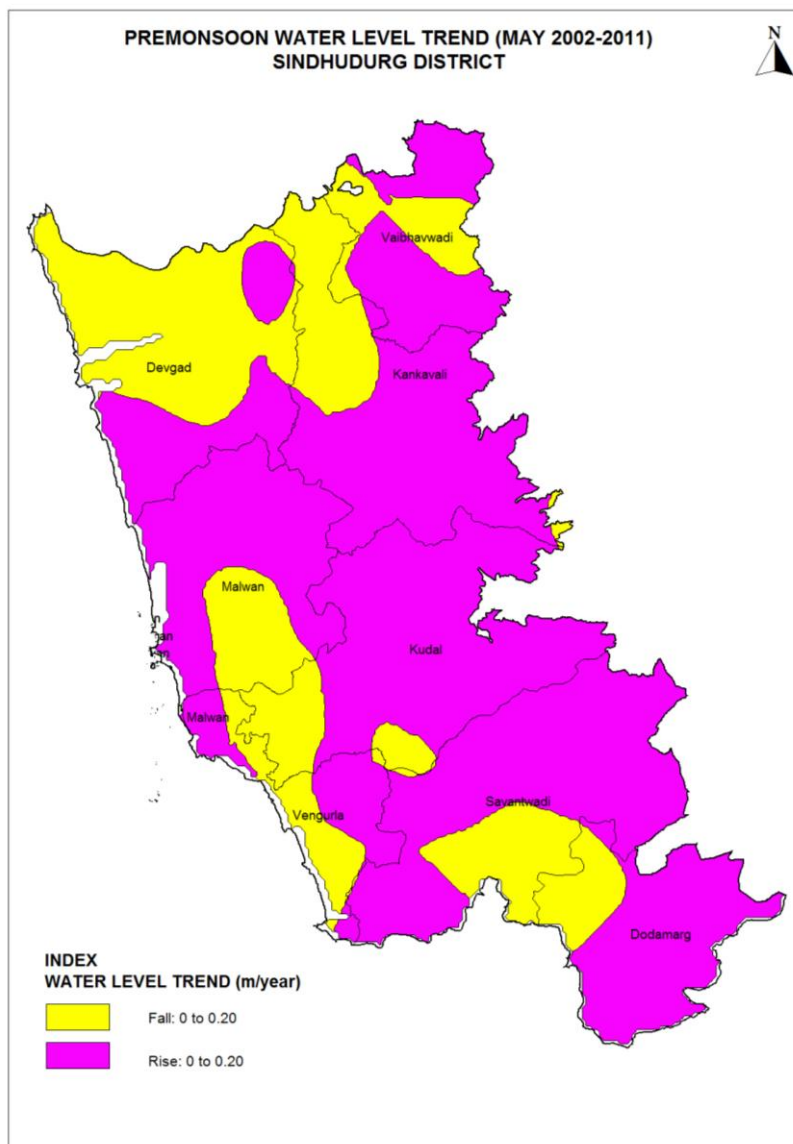 PREMONSOON WATER LEVEL TREND (MAY 2002-2011)
SINDHUDURG DISTRICT
N
Vaibhavwadi
Devgad
Kankavali
Malwan
Kudal
Malwan
Vengurla
Savantwadi
Dodamarg
INDEX
WATER LEVEL TREND (m/year)
Fall: 0 to 0.20
Rise: 0 to 0.20